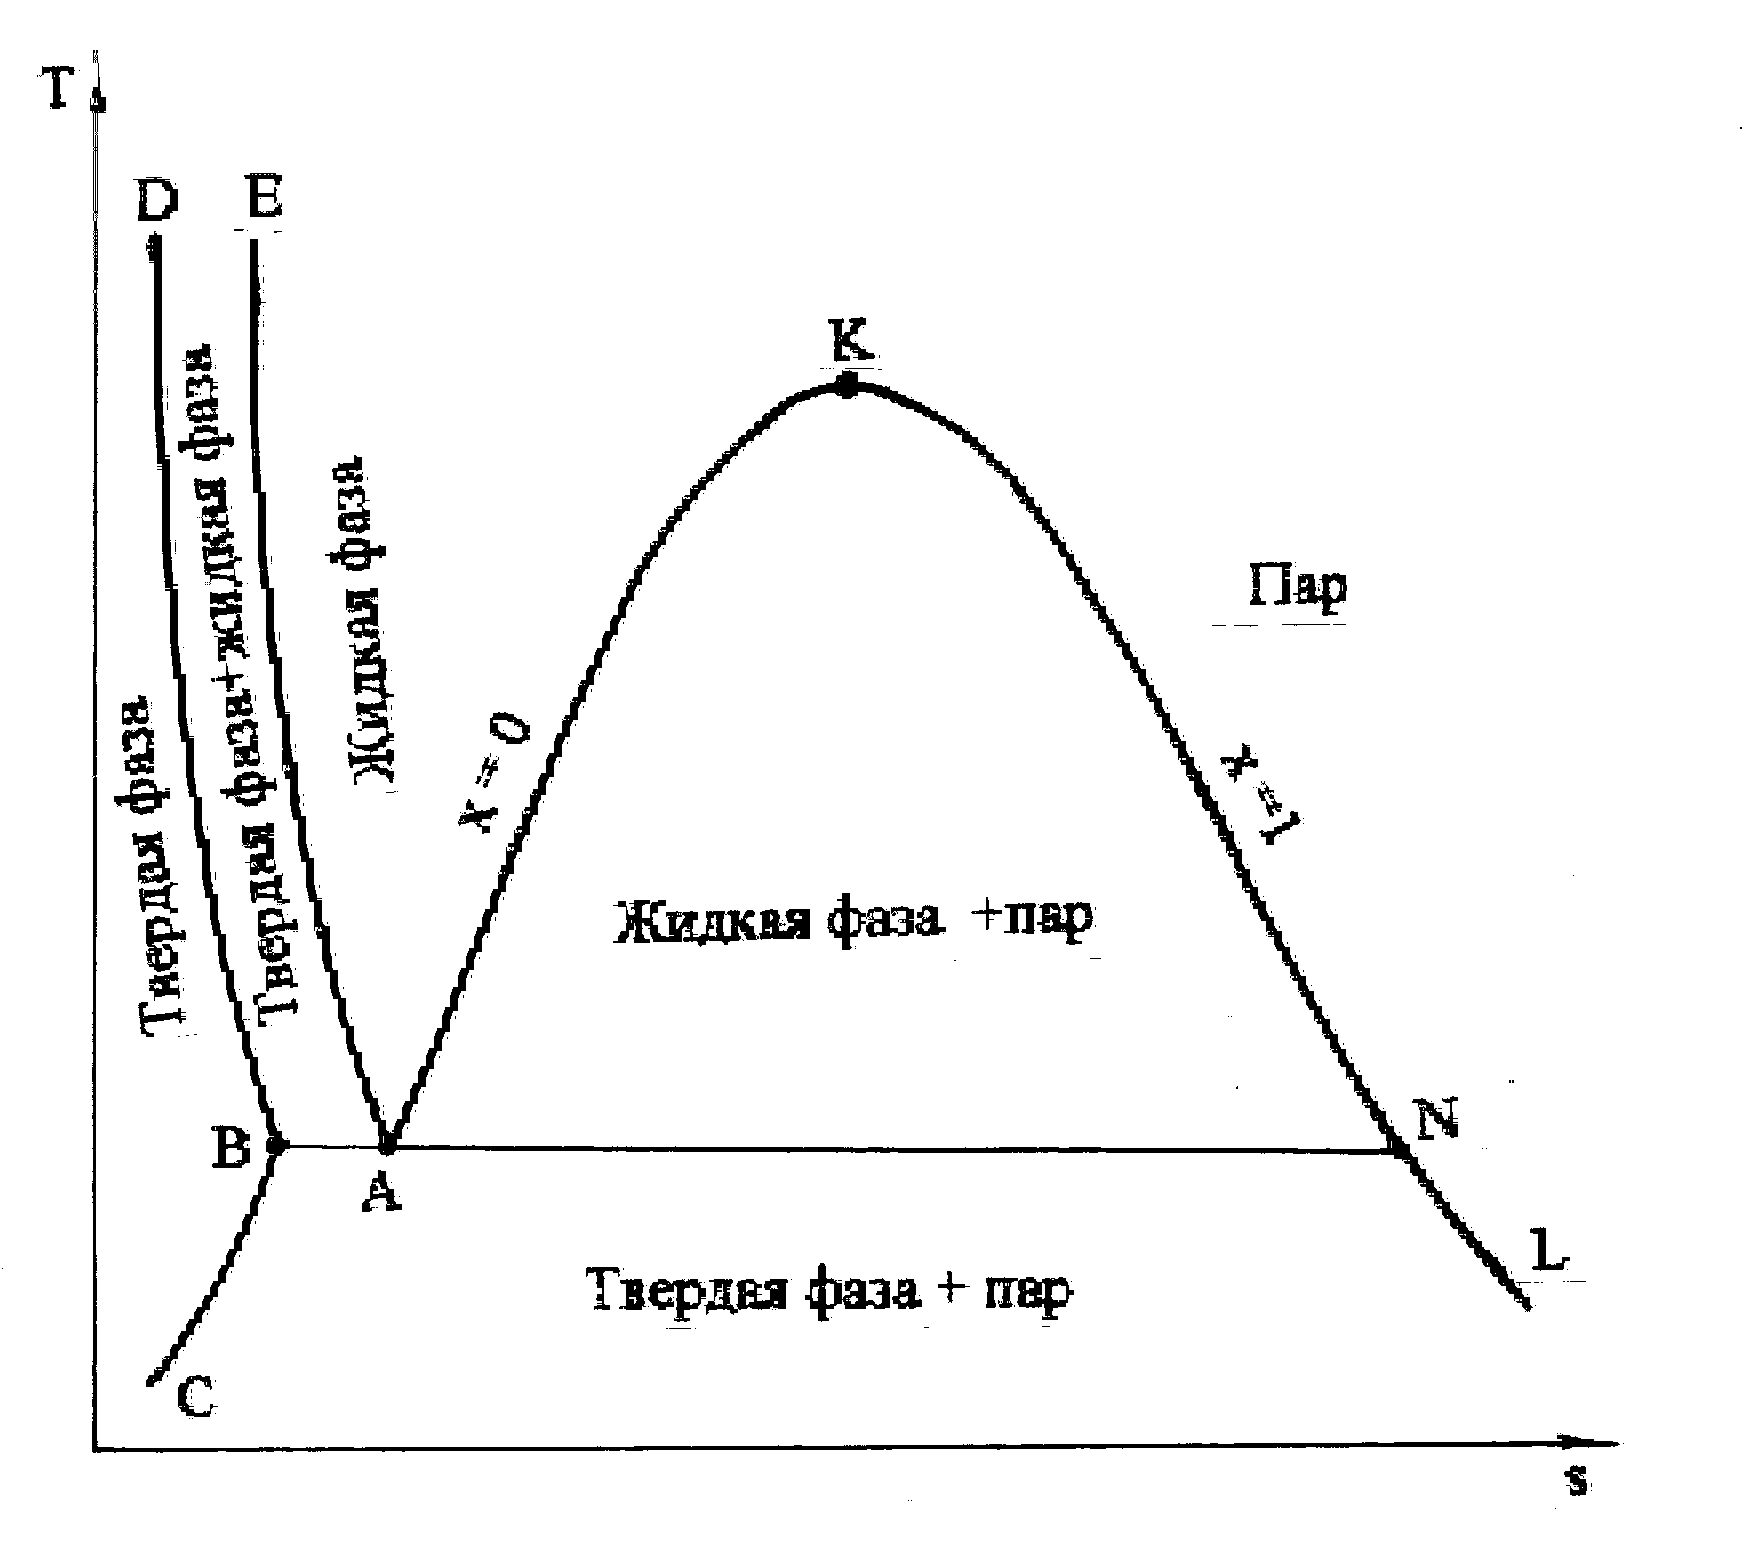 T
D
E
K
Твердая фаза
Твердая фаза+жидкая фаза
Жидкая фаза
x = 0
Пар
x =1
Жидкая фаза +пар
B
A
N
L
Твердая фаза + пар
C
s